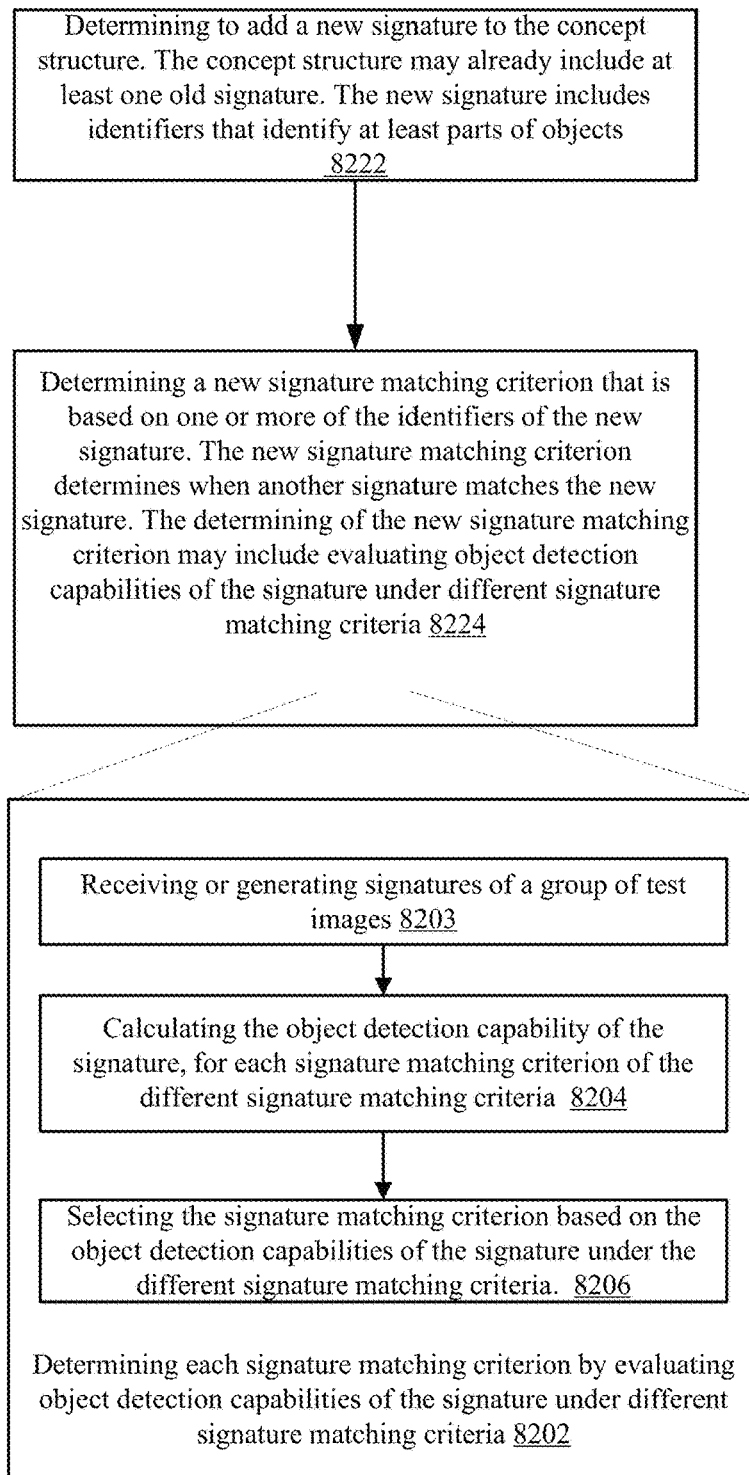 Determining to add a new signature to the concept
structure. The concept structure may already include at
least one old signature. The new signature includes
identifiers that identify at least parts of objects
8222
Determining a new signature matching criterion that is
based on one or more of the identifiers of the new
signature. The new signature matching criterion
determines when another signature matches the new
signature. The determining of the new signature matching
criterion may include evaluating object detection
capabilities of the signature under different signature
matching criteria 8224
Receiving or generating signatures of a group of test
images 8203
Calculating the object detection capability of the
signature, for each signature matching criterion of the
different signature matching criteria 8204
Selecting the signature matching criterion based on the
object detection capabilities of the signature under the
different signature matching criteria. 8206
Determining each signature matching criterion by evaluating
object detection capabilities of the signature under different
signature matching criteria 8202